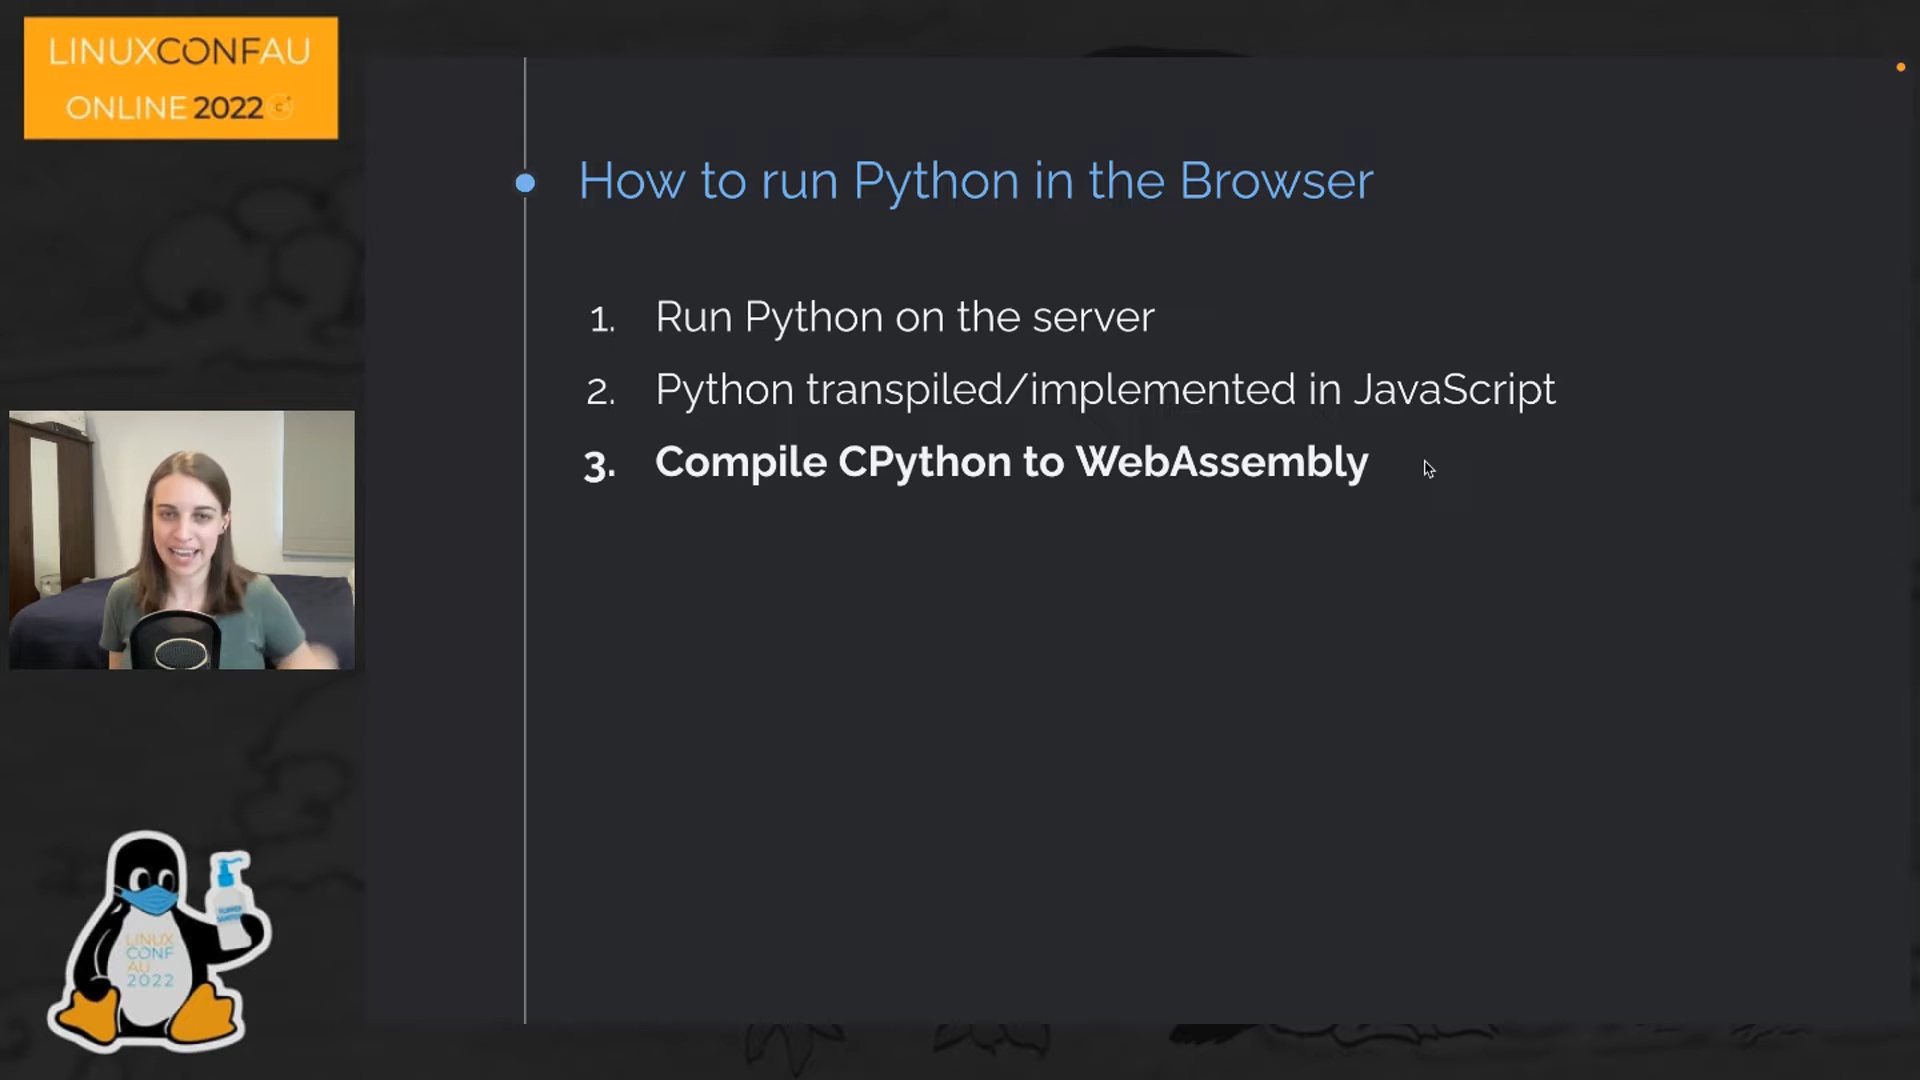 LINUXCONFAU
ONLINE 2022
How to run Python in the Browser
1. Run Python on the server
2. Python transpiled/implemented in JavaScript
3. Compile CPython to WebAssembly
LINUX
CONF
AU
2022